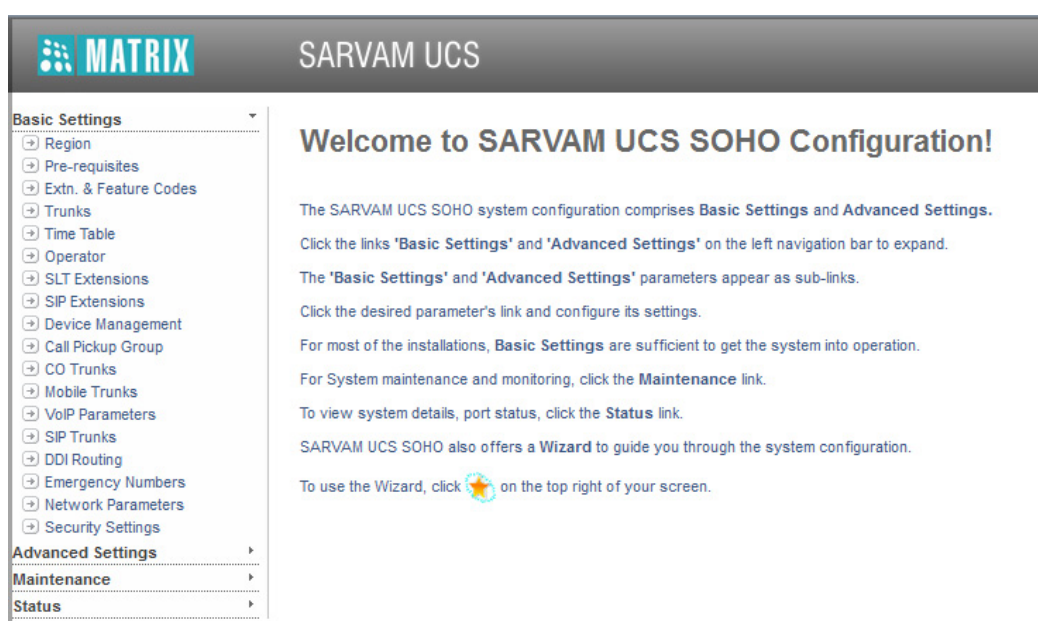 MATRIX
SARVAM UCS
Basic Settings
Region
Pre-requisites
Extn. & Feature Codes
Trunks
Time Table
Operator
SLT Extensions
SIP Extensions
Device Management
Call Pickup Group
CO Trunks
Mobile Trunks
VoIP Parameters
SIP Trunks
DDI Routing
Emergency Numbers
Network Parameters
Security Settings
Advanced Settings
Maintenance
Status
Welcome to SARVAM UCS SOHO Configuration!
The SARVAM UCS SOHO system configuration comprises Basic Settings and Advanced Settings.
Click the links 'Basic Settings' and 'Advanced Settings' on the left navigation bar to expand.
The 'Basic Settings' and 'Advanced Settings' parameters appear as sub-links.
Click the desired parameter's link and configure its settings.
For most of the installations, Basic Settings are sufficient to get the system into operation.
For System maintenance and monitoring, click the Maintenance link.
To view system details, port status, click the Status link.
SARVAM UCS SOHO also offers a Wizard to guide you through the system configuration.
To use the Wizard, click on the top right of your screen.